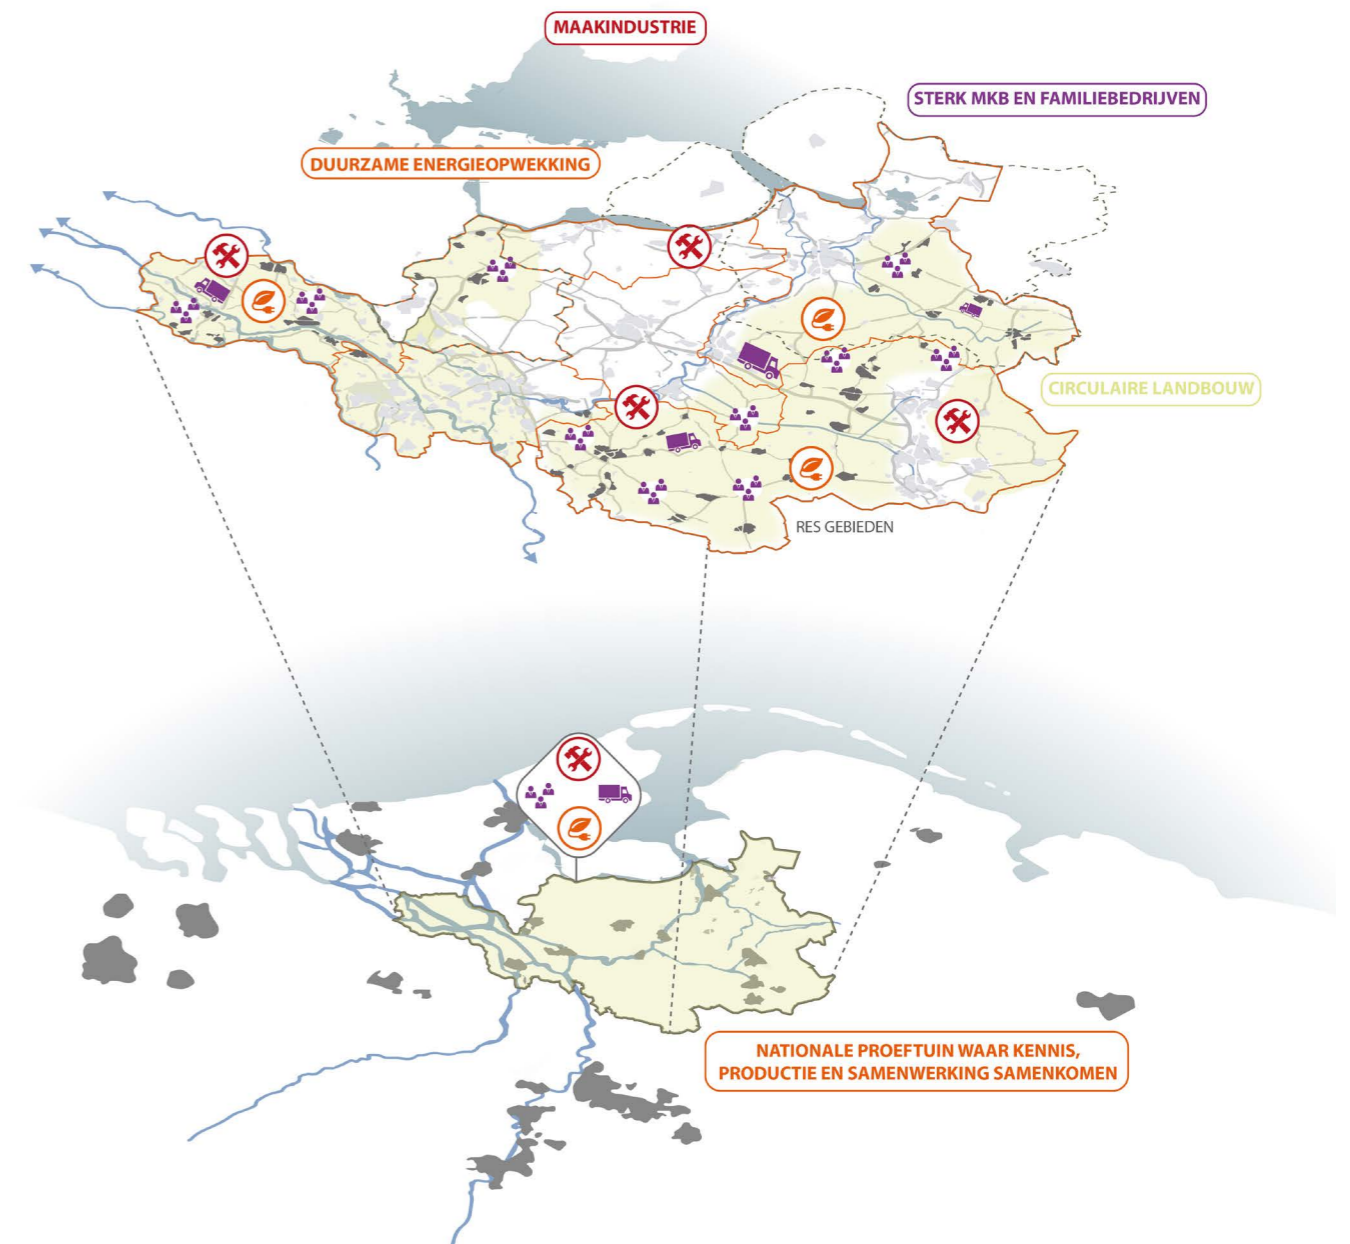 MAAKINDUSTRIE
STERK MKB EN FAMILIEBEDRIJVEN
DUURZAME ENERGIEOPWEKKING
CIRCULAIRE LANDBOUW
RES GEBIEDEN
NATIONALE PROEFTUIN WAAR KENNIS,
PRODUCTIE EN SAMENWERKING SAMENKOMEN